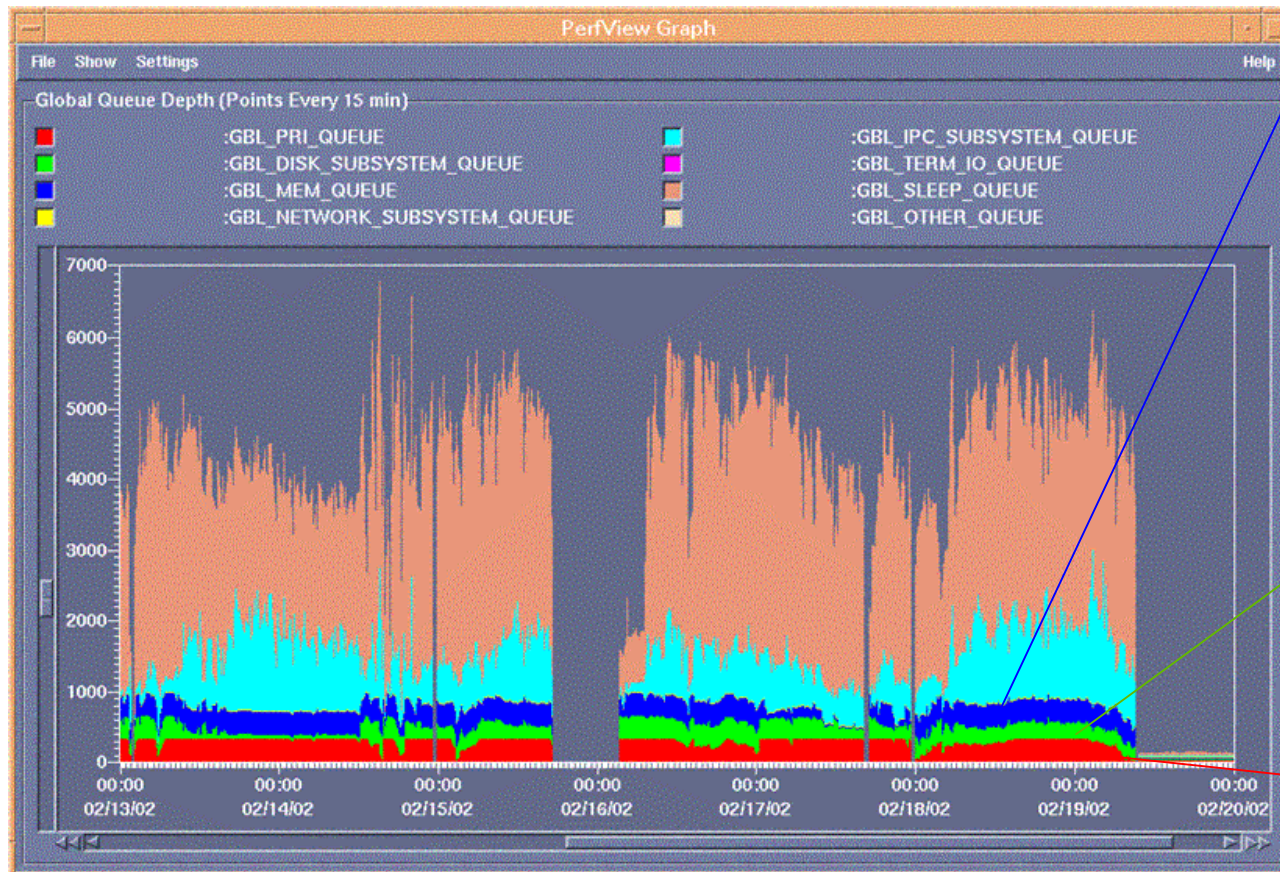 PerfView Graph
File Show Settings Help
Global Queue Depth (Points Every 15 min)
:GBL_PRI_QUEUE :GBL_IPC_SUBSYSTEM_QUEUE
:GBL_DISK_SUBSYSTEM_QUEUE :GBL_TERM_IO_QUEUE
:GBL_MEM_QUEUE :GBL_SLEEP_QUEUE
:GBL_NETWORK_SUBSYSTEM_QUEUE :GBL_OTHER_QUEUE
7000
6000
5000
4000
3000
2000
1000
0
00:00 00:00 00:00 00:00 00:00 00:00 00:00 00:00
02/13/02 02/14/02 02/15/02 02/16/02 02/17/02 02/18/02 02/19/02 02/20/02